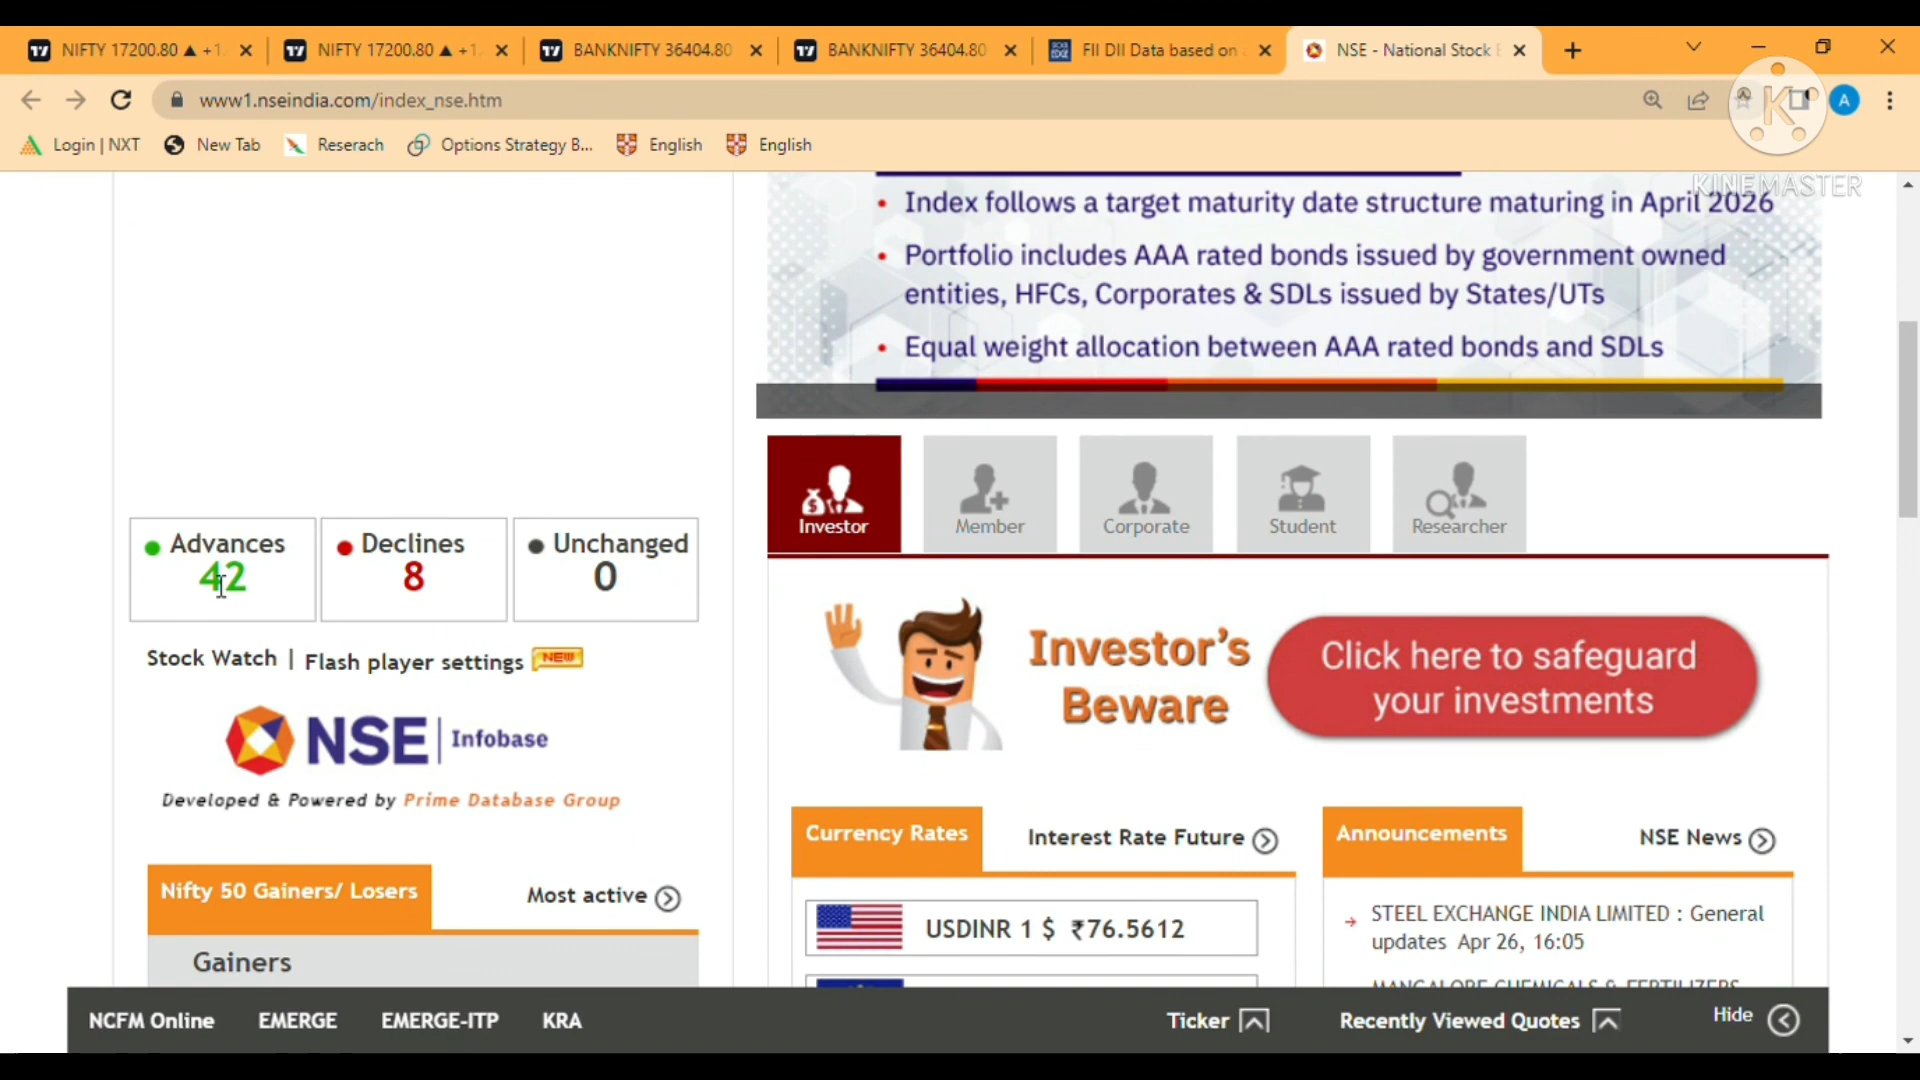 NIFTY 17200.80 ▲ +1.
NIFTY 17200.80 ▲ +1.
BANKNIFTY 36404.80
BANKNIFTY 36404.80
FII DII Data based on
NSE - National Stock E
www1.nseindia.com/index_nse.htm
A
K
Login | NXT
New Tab
Reserach
Options Strategy B...
English
English
KINEMASTER
• Index follows a target maturity date structure maturing in April 2026
• Portfolio includes AAA rated bonds issued by government owned
entities, HFCs, Corporates & SDLs issued by States/UTs
• Equal weight allocation between AAA rated bonds and SDLs
Investor
Member
Corporate
Student
Researcher
Advances
42
Declines
8
Unchanged
0
Stock Watch | Flash player settings NEW
NSE | Infobase
Developed & Powered by Prime Database Group
Investor's
Beware
Click here to safeguard
your investments
Nifty 50 Gainers/ Losers
Most active
Gainers
Currency Rates
Interest Rate Future
USDINR 1 $ ₹76.5612
Announcements
NSE News
STEEL EXCHANGE INDIA LIMITED : General
updates Apr 26, 16:05
MANGALORE CHEMICALS & FERTILIZERS
NCFM Online
EMERGE
EMERGE-ITP
KRA
Ticker
Recently Viewed Quotes
Hide